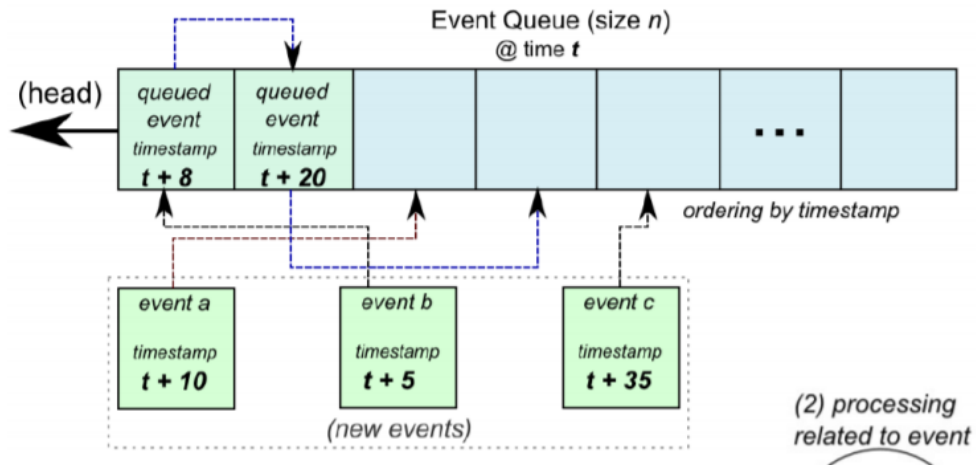 Event Queue (size n)
@ time t
(head)
queued
event
timestamp
t + 8
queued
event
timestamp
t + 20
...
ordering by timestamp
event a
timestamp
t + 10
event b
timestamp
t + 5
event c
timestamp
t + 35
(new events)
(2) processing
related to event